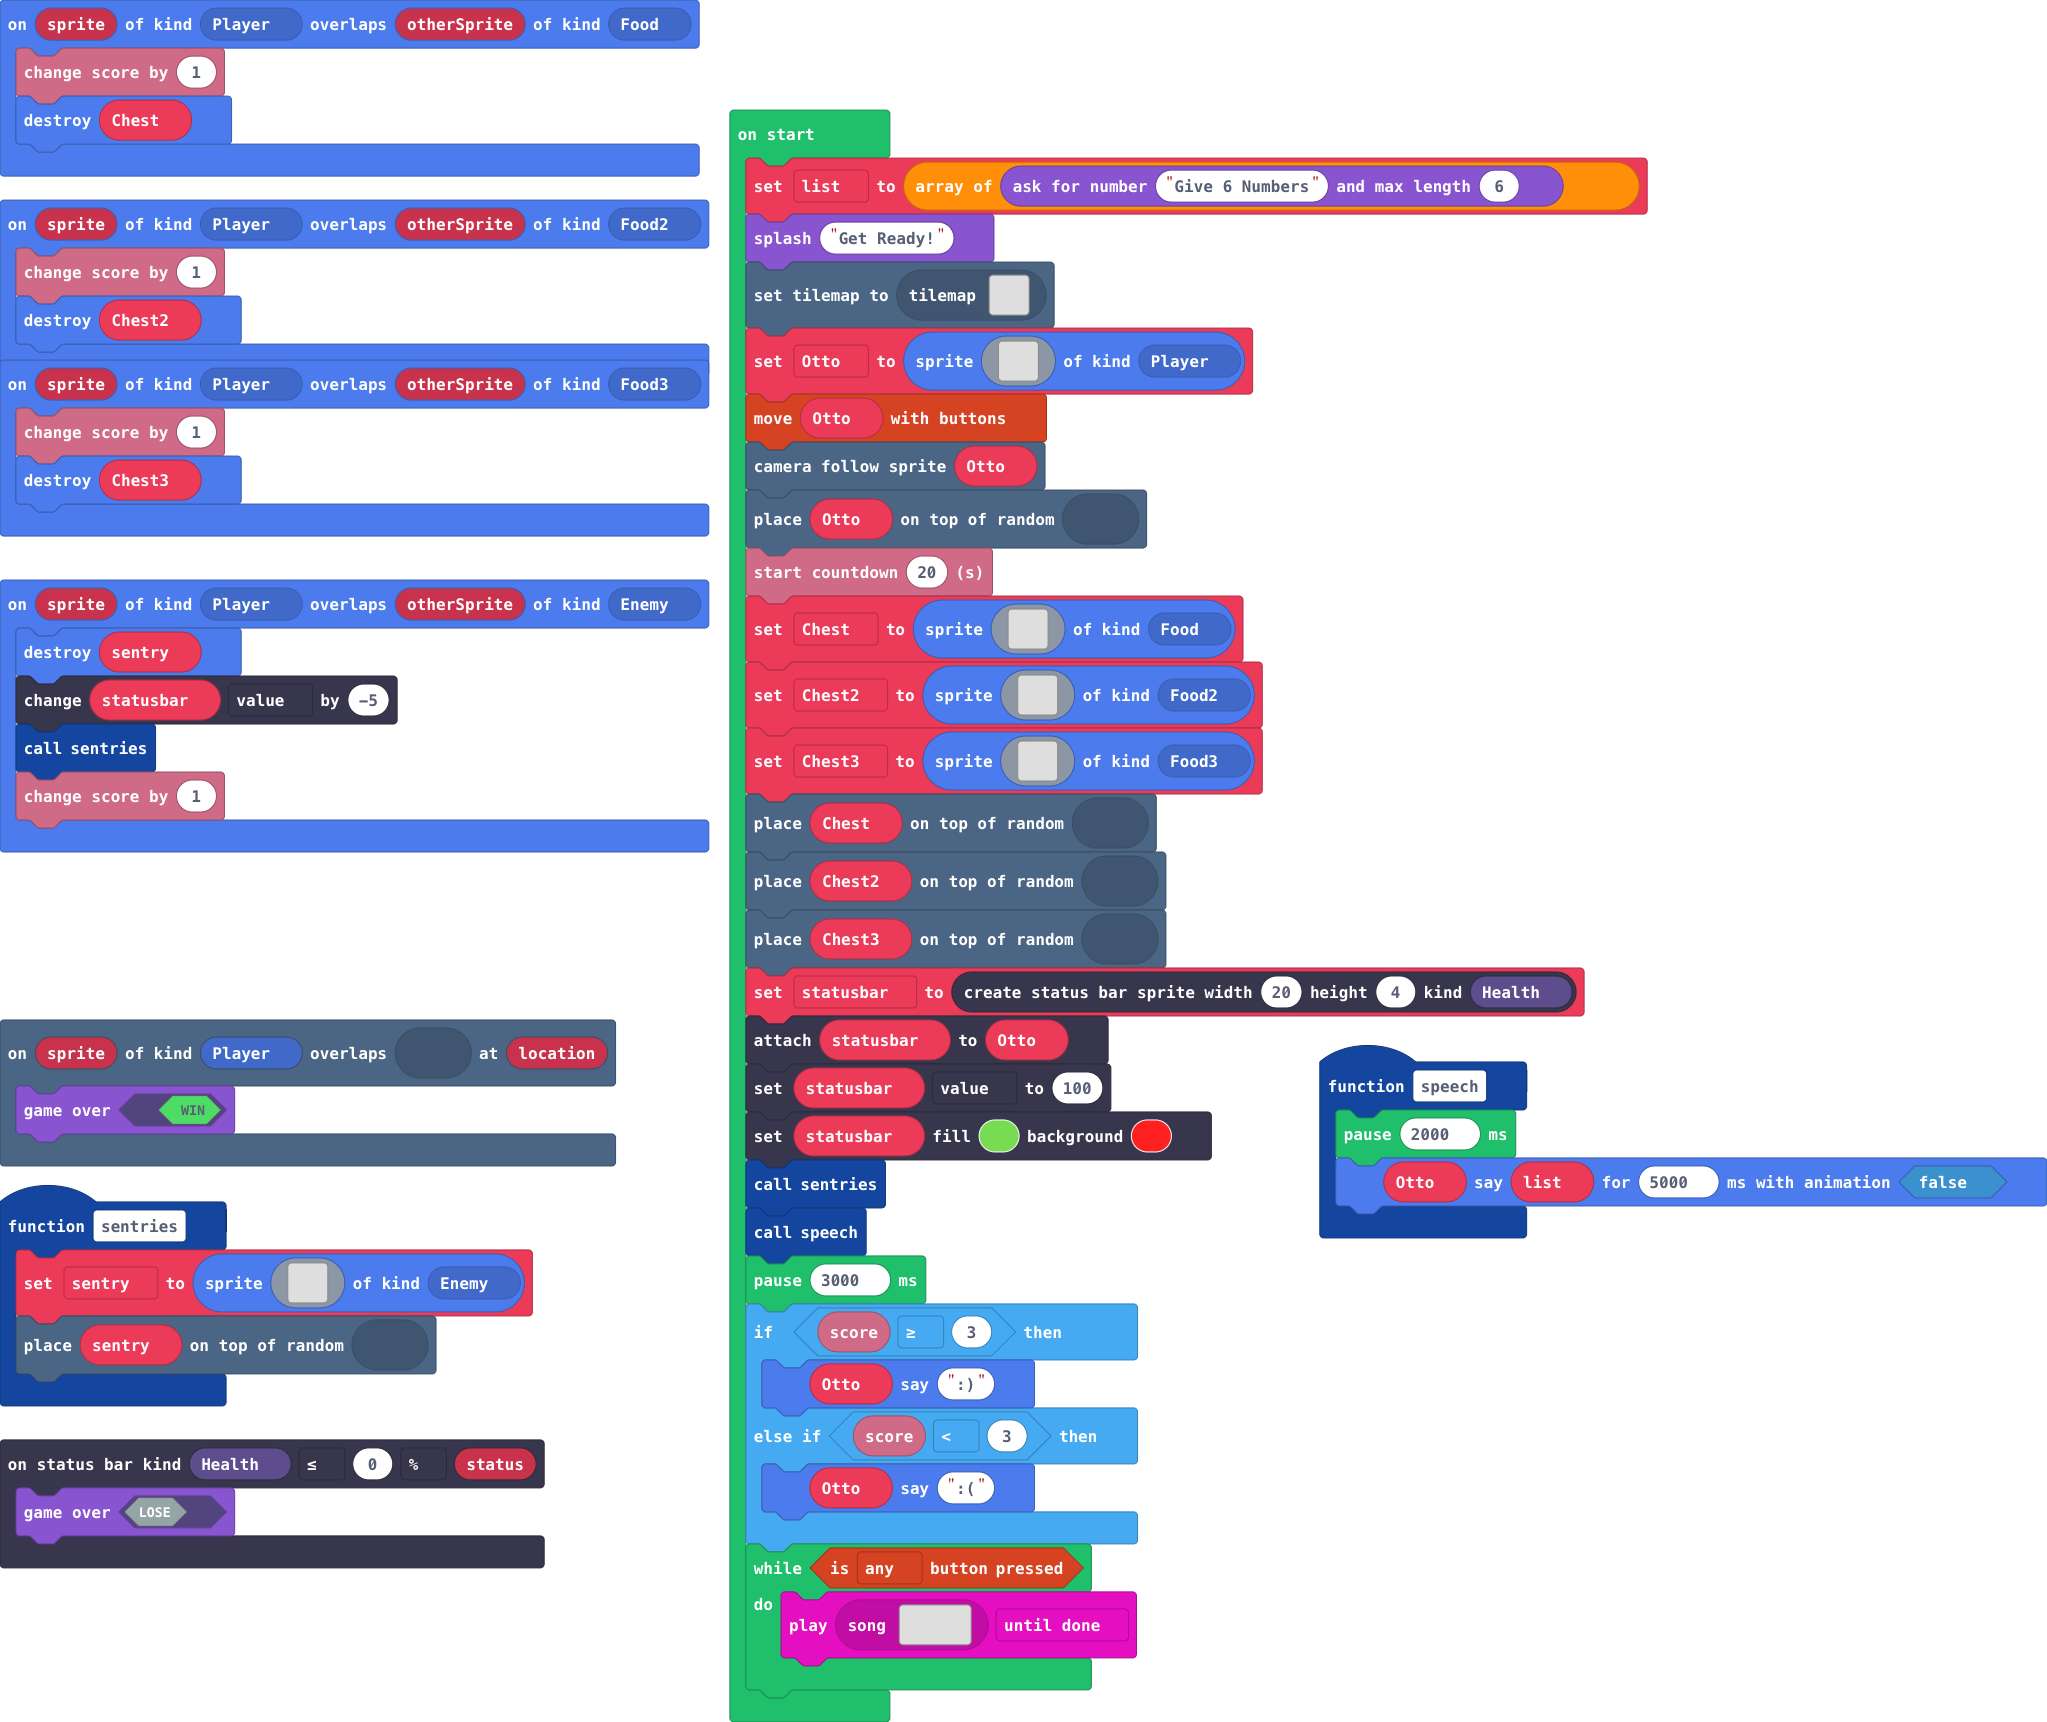 on sprite of kind Player overlaps otherSprite of kind Food
change score by 1
destroy Chest
on sprite of kind Player overlaps otherSprite of kind Food2
change score by 1
destroy Chest2
on sprite of kind Player overlaps otherSprite of kind Food3
change score by 1
destroy Chest3
on sprite of kind Player overlaps otherSprite of kind Enemy
destroy sentry
change statusbar value by −5
call sentries
change score by 1
on sprite of kind Player overlaps at location
game over WIN
function sentries
set sentry to sprite of kind Enemy
place sentry on top of random
on status bar kind Health ≤ 0 % status
game over LOSE
on start
set list to array of ask for number "Give 6 Numbers" and max length 6
splash "Get Ready!"
set tilemap to tilemap
set Otto to sprite of kind Player
move Otto with buttons
camera follow sprite Otto
place Otto on top of random
start countdown 20 (s)
set Chest to sprite of kind Food
set Chest2 to sprite of kind Food2
set Chest3 to sprite of kind Food3
place Chest on top of random
place Chest2 on top of random
place Chest3 on top of random
set statusbar to create status bar sprite width 20 height 4 kind Health
attach statusbar to Otto
set statusbar value to 100
set statusbar fill background
call sentries
call speech
pause 3000 ms
if score ≥ 3 then
Otto say ":)"
else if score < 3 then
Otto say ":("
while is any button pressed
do
play song until done
function speech
pause 2000 ms
Otto say list for 5000 ms with animation false